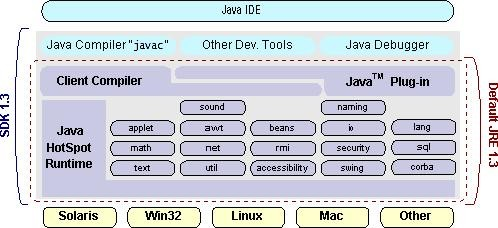 Java IDE
Java Compiler "javac" Other Dev. Tools Java Debugger
Client Compiler Java™ Plug-in
SDK 1.3
Default JRE 1.3
Java HotSpot Runtime
sound naming
applet awt beans io lang
math net rmi security sql
text util accessibility swing corba
Solaris Win32 Linux Mac Other